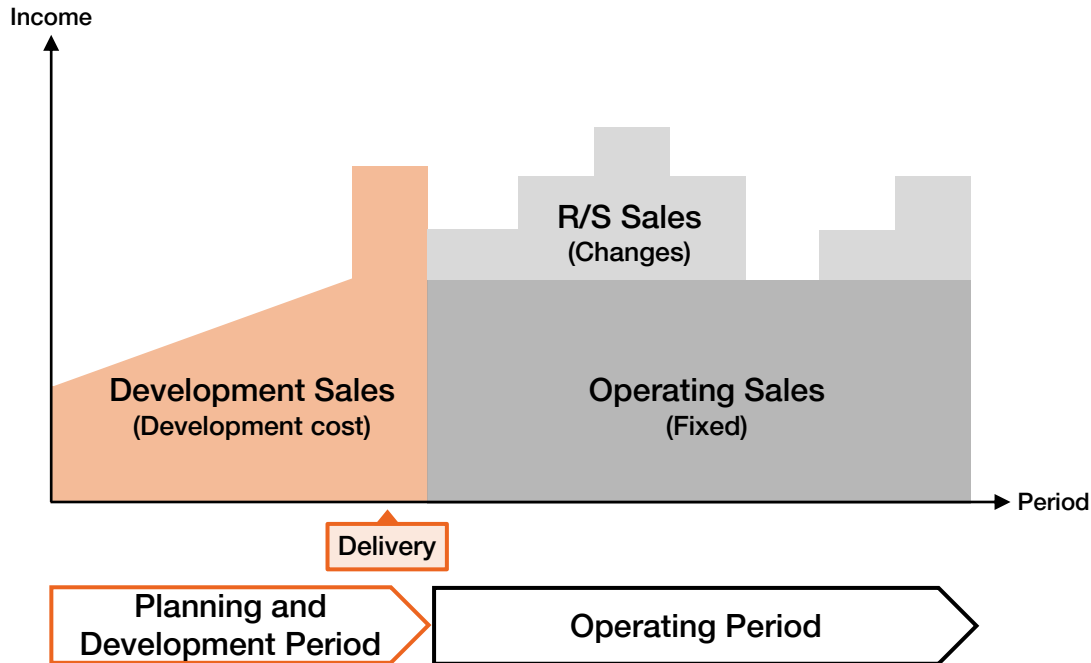 Income
R/S Sales
(Changes)
Development Sales
(Development cost)
Operating Sales
(Fixed)
Period
Delivery
Planning and
Development Period
Operating Period